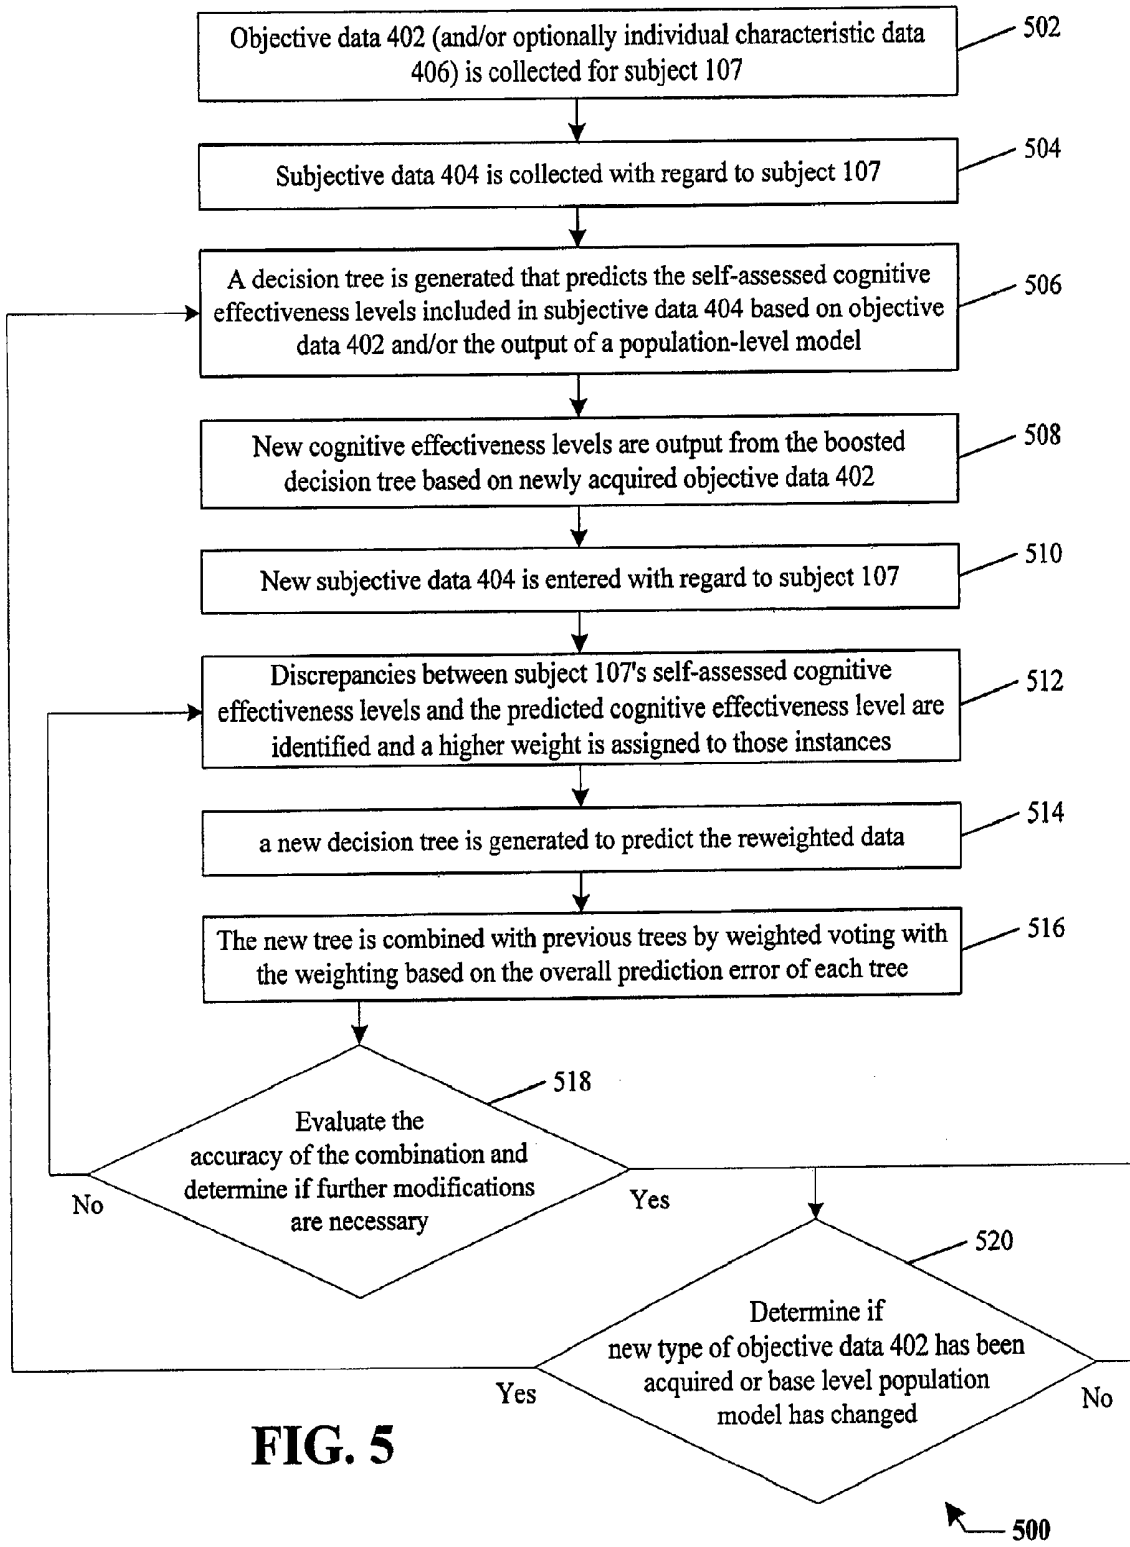 Objective data 402 (and/or optionally individual characteristic data
406) is collected for subject 107
502
Subjective data 404 is collected with regard to subject 107
504
A decision tree is generated that predicts the self-assessed cognitive
effectiveness levels included in subjective data 404 based on objective
data 402 and/or the output of a population-level model
506
New cognitive effectiveness levels are output from the boosted
decision tree based on newly acquired objective data 402
508
New subjective data 404 is entered with regard to subject 107
510
Discrepancies between subject 107's self-assessed cognitive
effectiveness levels and the predicted cognitive effectiveness level are
identified and a higher weight is assigned to those instances
512
a new decision tree is generated to predict the reweighted data
514
The new tree is combined with previous trees by weighted voting with
the weighting based on the overall prediction error of each tree
516
518
Evaluate the
accuracy of the combination and
determine if further modifications
are necessary
No
Yes
520
Determine if
new type of objective data 402 has been
acquired or base level population
model has changed
Yes
No
FIG. 5
500